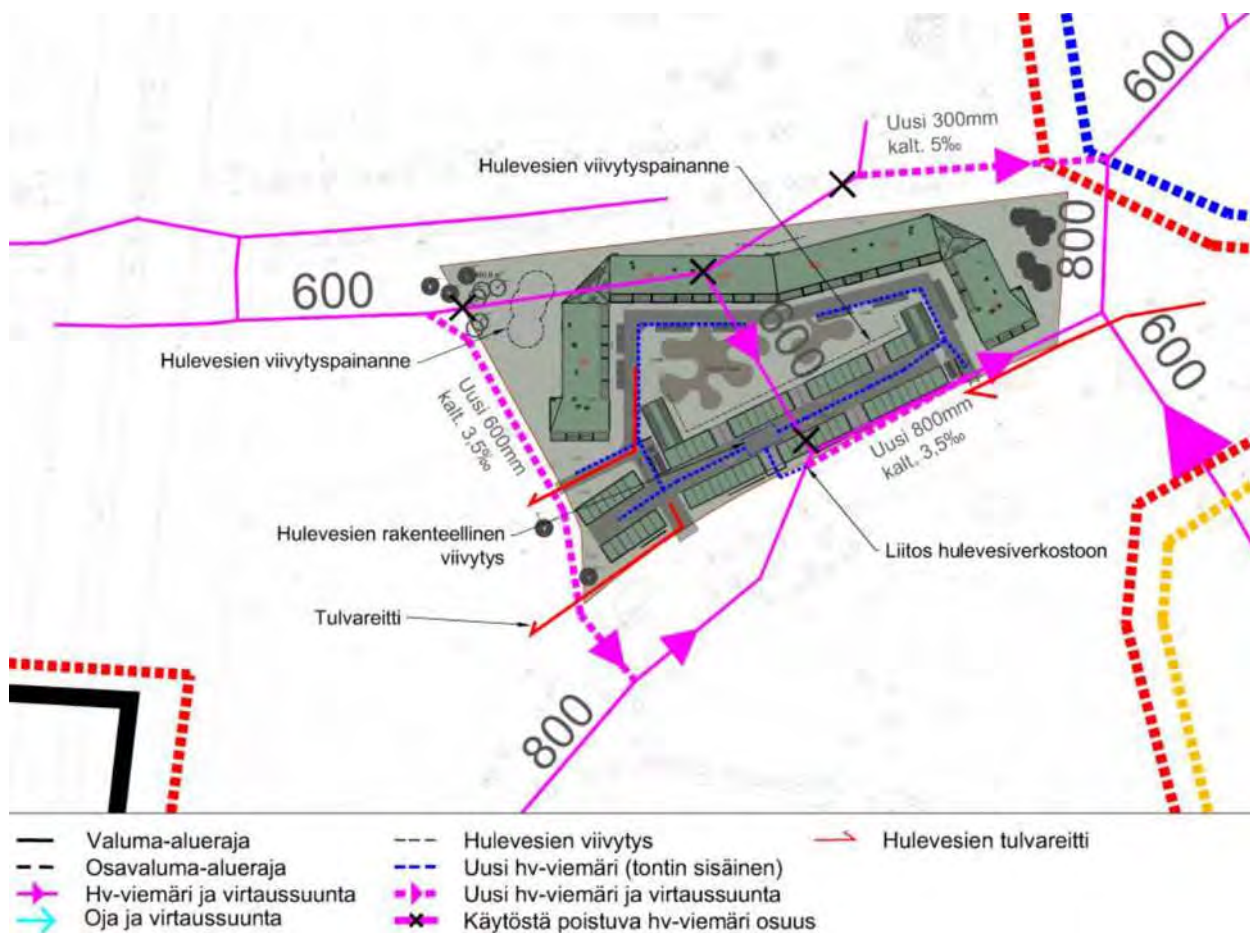 600
Uusi 300mm
kalt. 5‰
Hulevesien viivytyspainanne
800
600
600
Hulevesien viivytyspainanne
600
Uusi 600mm
kalt. 3,5‰
Uusi 800mm
kalt. 3,5‰
Hulevesien rakenteellinen
viivytys
Liitos hulevesiverkostoon
Tulvareitti
800
Valuma-alueraja
Osavaluma-alueraja
Hv-viemäri ja virtaussuunta
Oja ja virtaussuunta
Hulevesien viivytys
Uusi hv-viemäri (tontin sisäinen)
Uusi hv-viemäri ja virtaussuunta
Käytöstä poistuva hv-viemäri osuus
Hulevesien tulvareitti